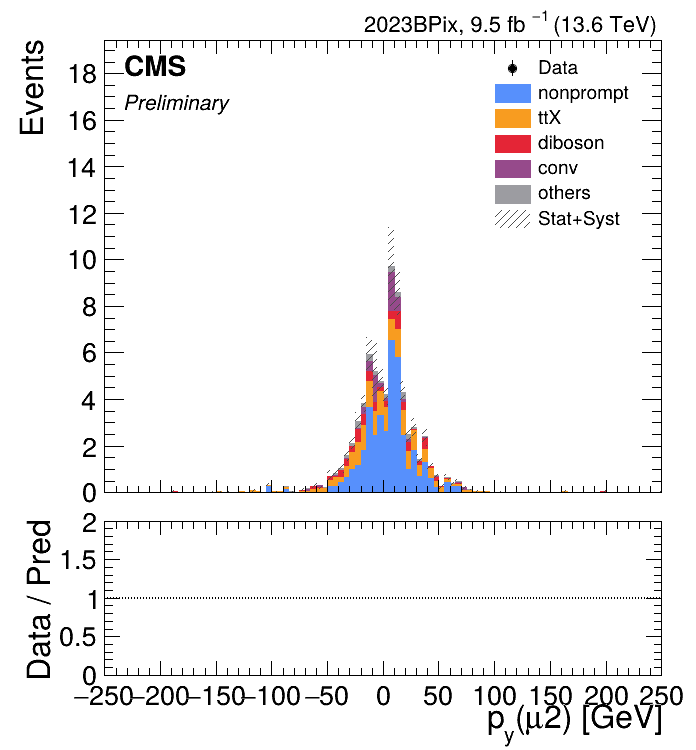 2023BPix, 9.5 fb⁻¹ (13.6 TeV)
CMS
Preliminary
Events
18
16
14
12
10
8
6
4
2
0
Data
nonprompt
ttX
diboson
conv
others
Stat+Syst
Data / Pred
2
1.5
1
0.5
0
−250 −200 −150 −100 −50 0 50 100 150 200 250
p_y(μ2) [GeV]